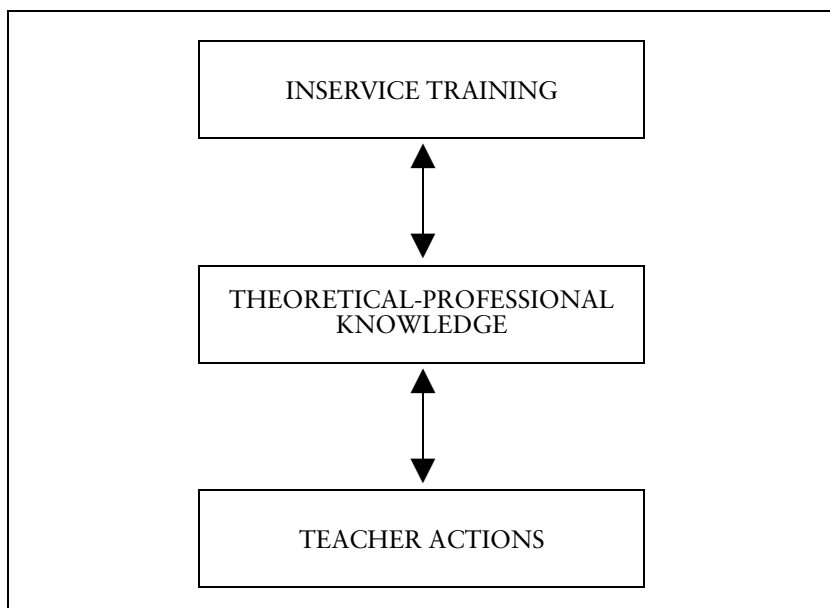 INSERVICE TRAINING
THEORETICAL-PROFESSIONAL
KNOWLEDGE
TEACHER ACTIONS